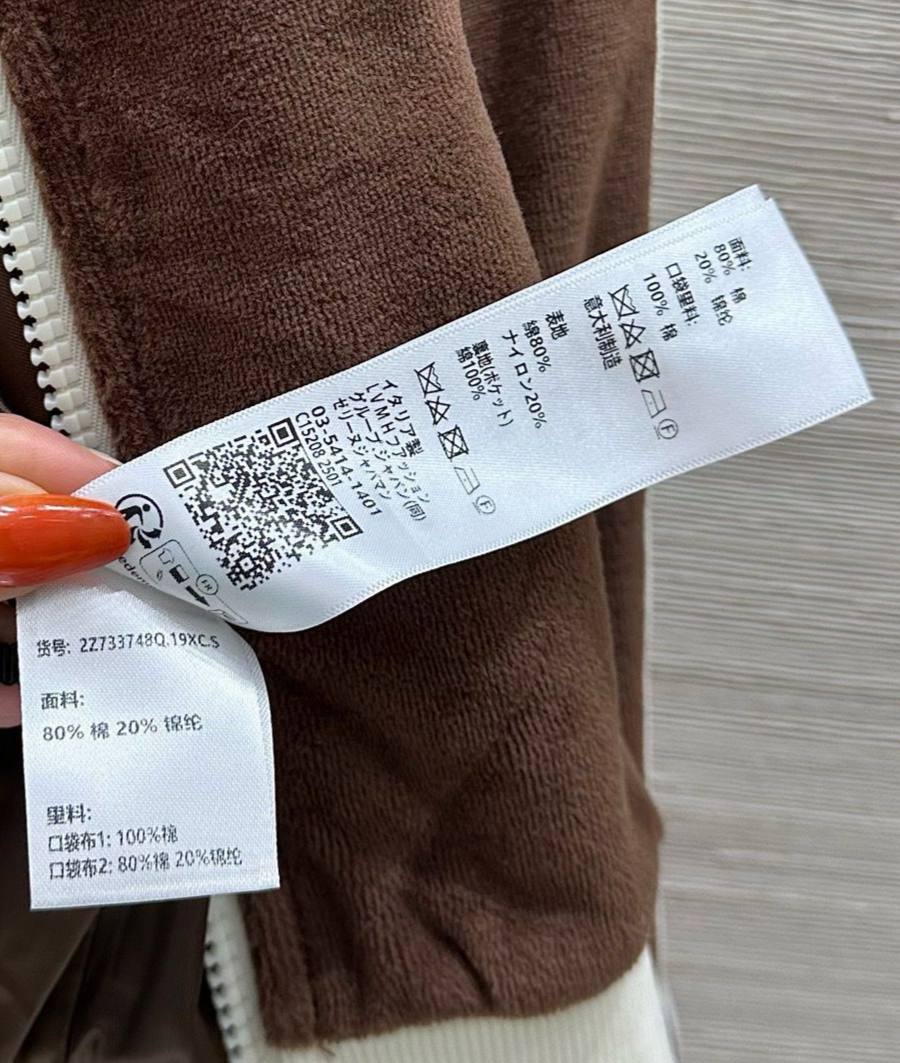 面料:
80% 棉
20% 锦纶
口袋里料:
100% 棉
意大利制造
表地
綿80%
ナイロン20%
裏地(ポケット)
綿100%
イタリア製
LVMHファッション
グループジャパン(同)
セリーヌジャパン
03-5414-1401
C15208 2501
FR
货号: 2Z733748Q.19XC.S
面料:
80% 棉 20% 锦纶
里料:
口袋布1: 100%棉
口袋布2: 80%棉 20%锦纶